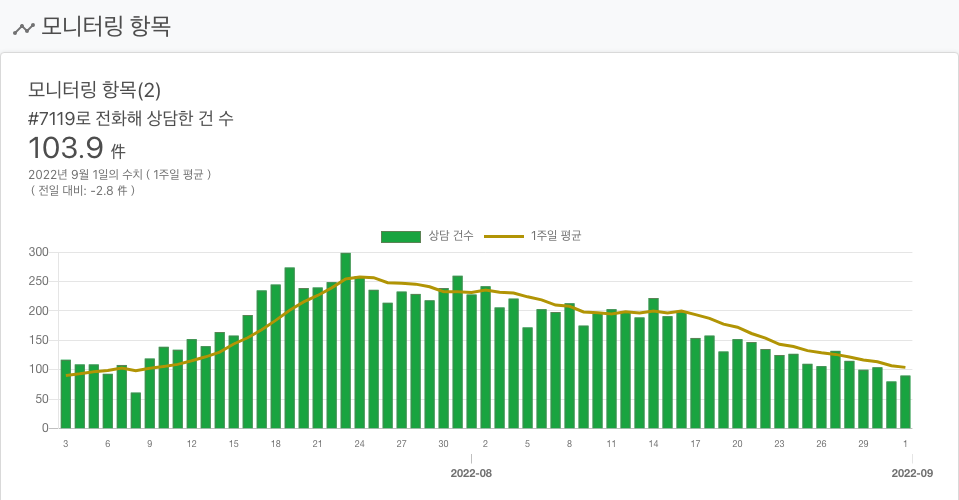 모니터링 항목
모니터링 항목(2)
#7119로 전화해 상담한 건 수
103.9 件
2022년 9월 1일의 수치 ( 1주일 평균 )
( 전일 대비: -2.8 件 )
상담 건수 1주일 평균
300
250
200
150
100
50
0
3 6 9 12 15 18 21 24 27 30 2 5 8 11 14 17 20 23 26 29 1
2022-08 2022-09